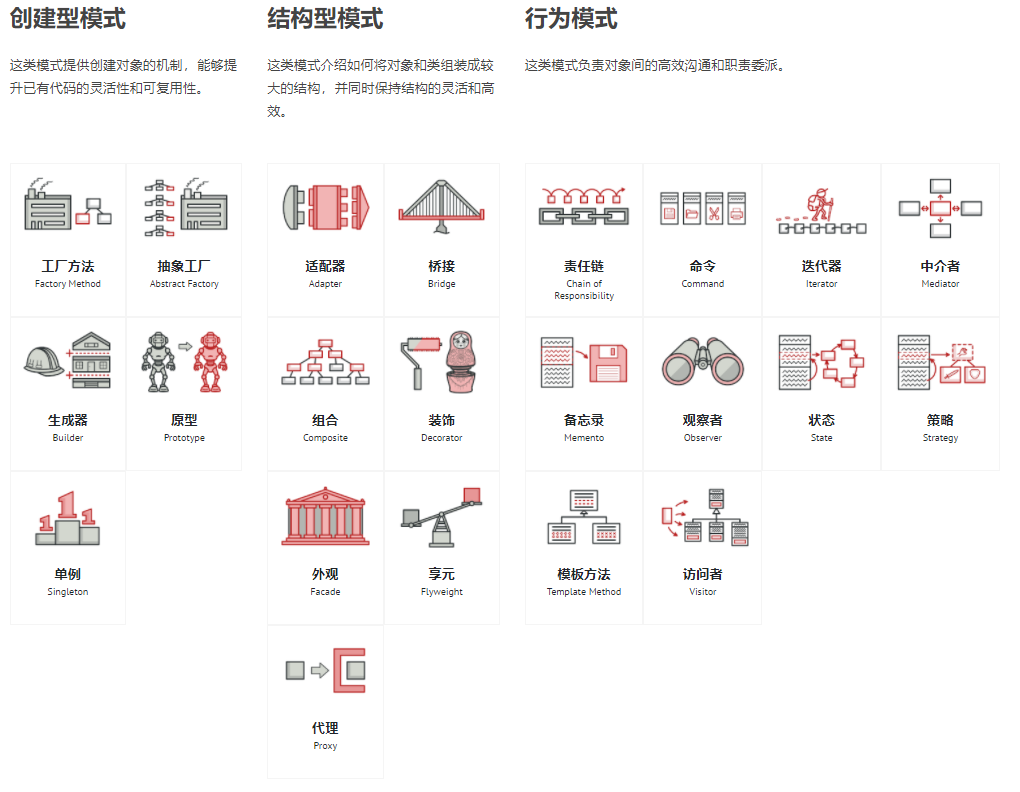 创建型模式
这类模式提供创建对象的机制，能够提
升已有代码的灵活性和可复用性。
工厂方法
Factory Method
抽象工厂
Abstract Factory
生成器
Builder
原型
Prototype
1
1
1
单例
Singleton
结构型模式
这类模式介绍如何将对象和类组装成较
大的结构，并同时保持结构的灵活和高
效。
适配器
Adapter
桥接
Bridge
组合
Composite
装饰
Decorator
外观
Facade
享元
Flyweight
代理
Proxy
行为模式
这类模式负责对象间的高效沟通和职责委派。
责任链
Chain of
Responsibility
命令
Command
迭代器
Iterator
中介者
Mediator
备忘录
Memento
观察者
Observer
状态
State
策略
Strategy
模板方法
Template Method
访问者
Visitor